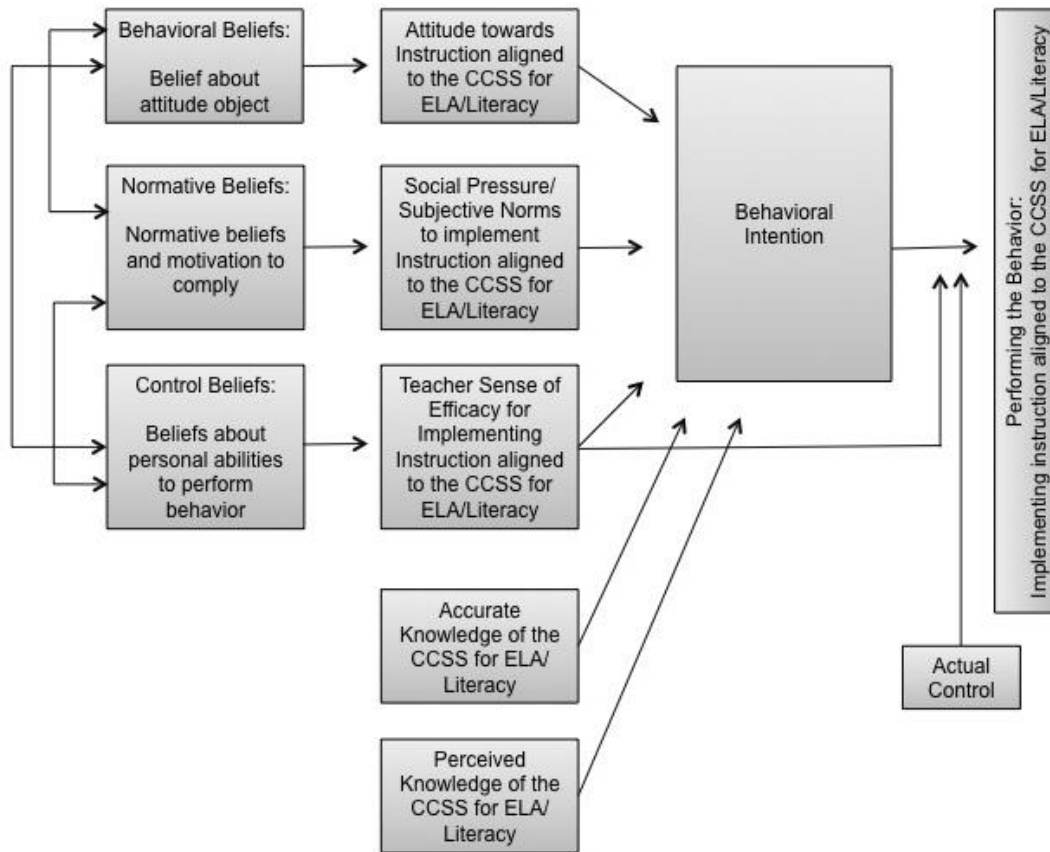 Behavioral Beliefs:
Belief about
attitude object
Attitude towards
Instruction aligned
to the CCSS for
ELA/Literacy
Normative Beliefs:
Normative beliefs
and motivation to
comply
Social Pressure/
Subjective Norms
to implement
Instruction aligned
to the CCSS for
ELA/Literacy
Control Beliefs:
Beliefs about
personal abilities
to perform
behavior
Teacher Sense of
Efficacy for
Implementing
Instruction aligned
to the CCSS for
ELA/Literacy
Accurate
Knowledge of the
CCSS for ELA/
Literacy
Perceived
Knowledge of the
CCSS for ELA/
Literacy
Behavioral
Intention
Actual
Control
Performing the Behavior:
Implementing instruction aligned to the CCSS for ELA/Literacy